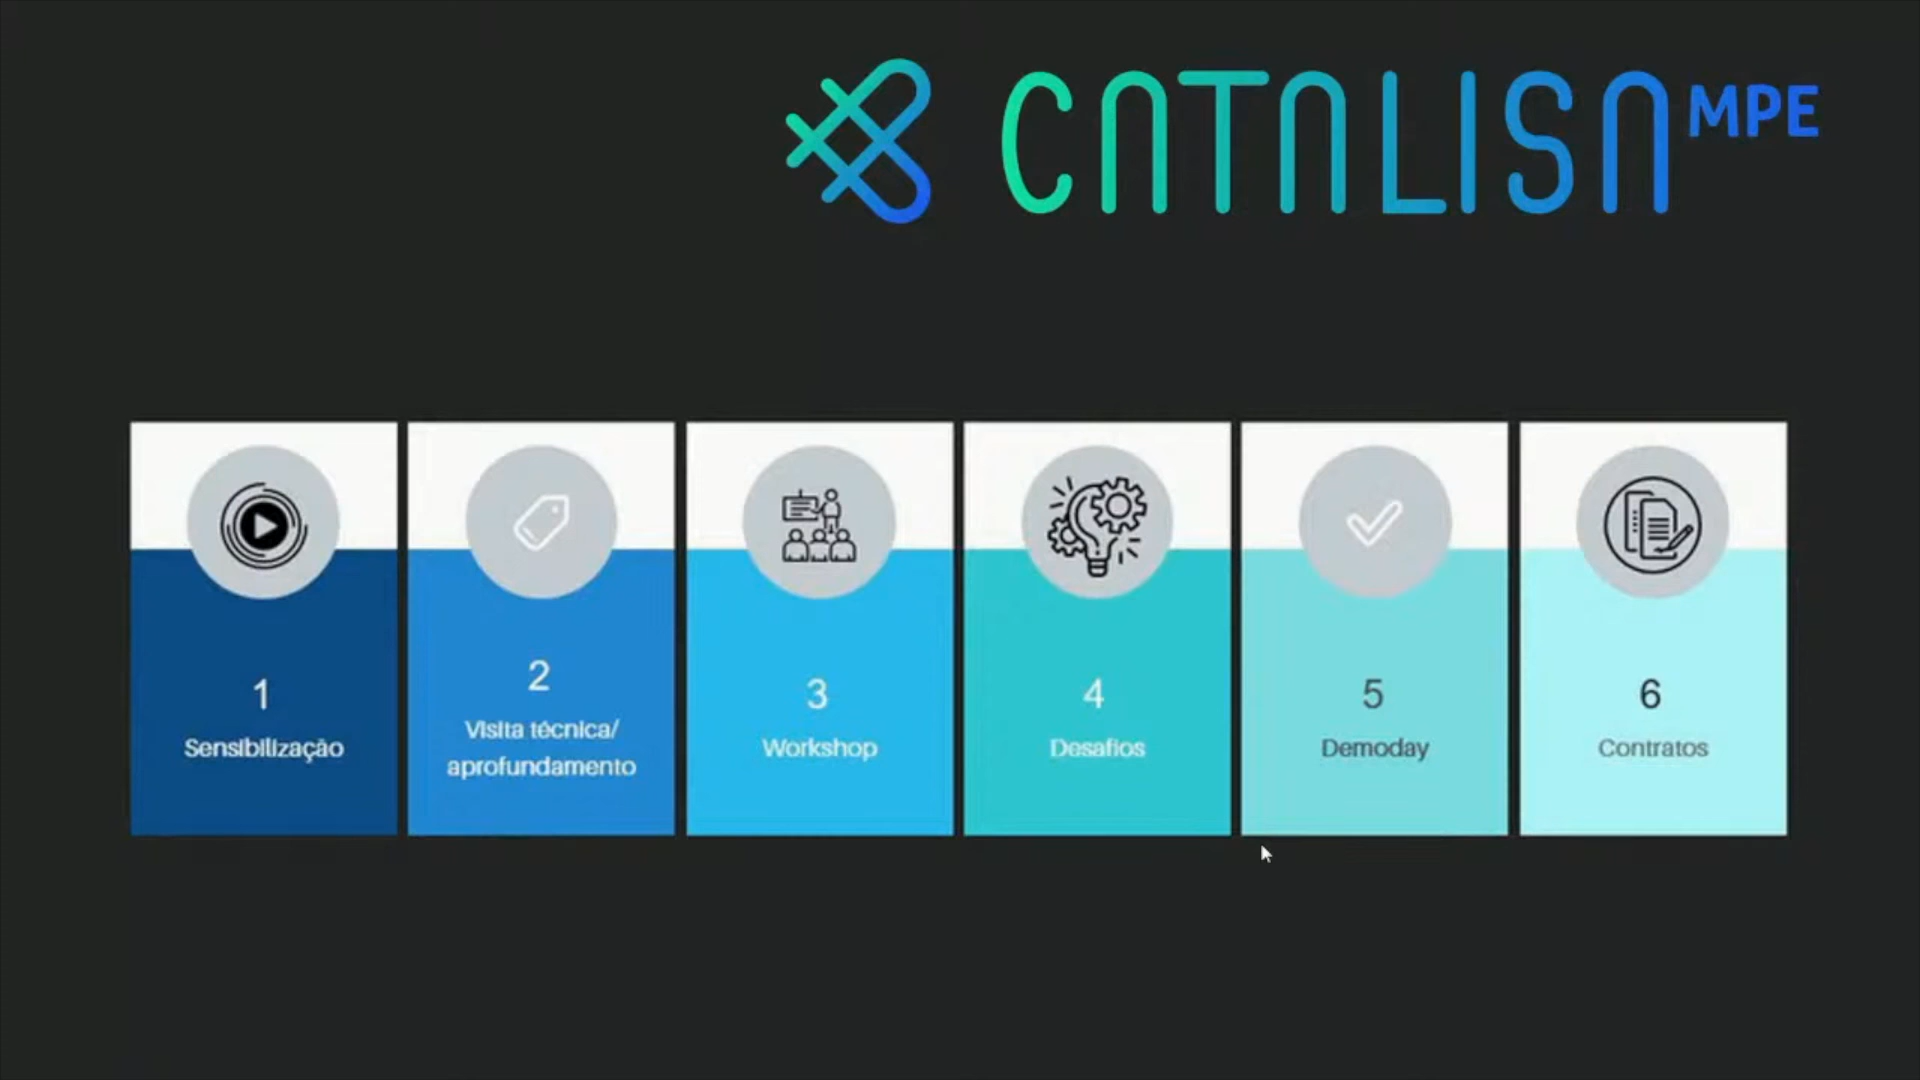 CATALISA MPE
1
Sensibilização
2
Visita técnica/
aprofundamento
3
Workshop
4
Desafios
5
Demoday
6
Contratos